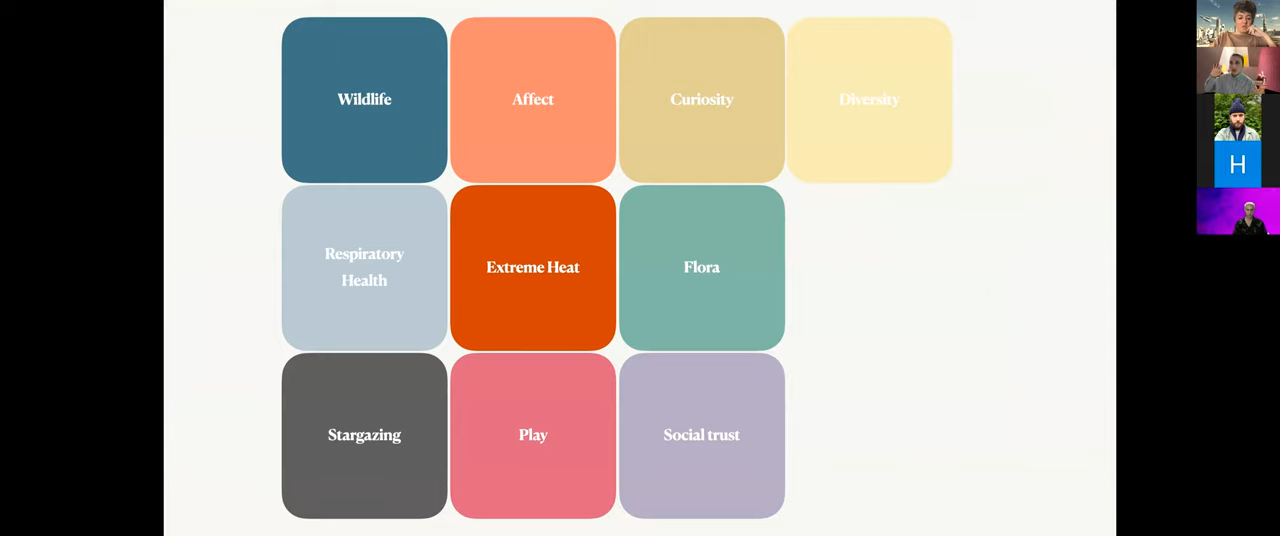 Wildlife
Affect
Curiosity
Diversity
Respiratory
Health
Extreme Heat
Flora
Stargazing
Play
Social trust
H